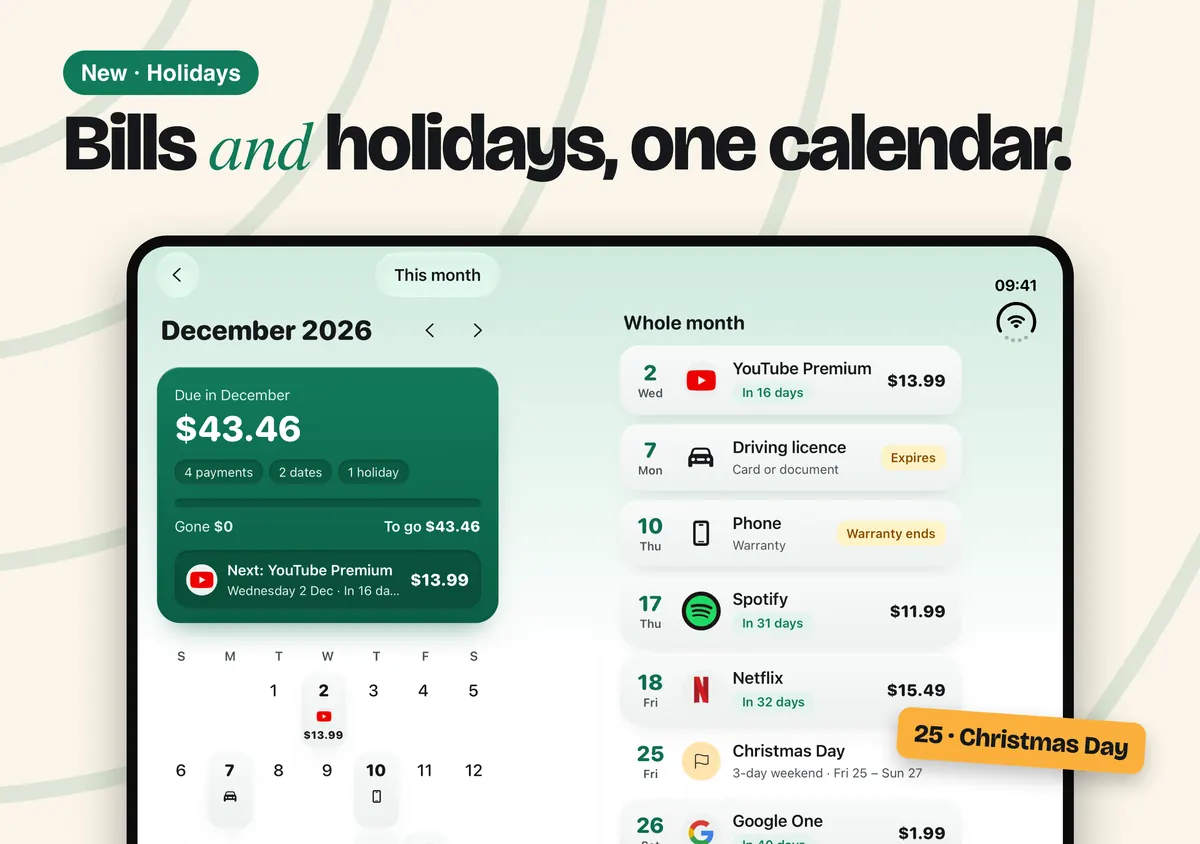 New · Holidays
Bills and holidays, one calendar.
This month
December 2026
Due in December
$43.46
4 payments
2 dates
1 holiday
Gone $0
To go $43.46
Next: YouTube Premium
Wednesday 2 Dec · In 16 da...
$13.99
S M T W T F S
1 2 3 4 5
$13.99
6 7 8 9 10 11 12
09:41
Whole month
2
Wed
YouTube Premium
In 16 days
$13.99
7
Mon
Driving licence
Card or document
Expires
10
Thu
Phone
Warranty
Warranty ends
17
Thu
Spotify
In 31 days
$11.99
18
Fri
Netflix
In 32 days
$15.49
25
Fri
Christmas Day
3-day weekend · Fri 25 – Sun 27
25 · Christmas Day
26
Google One
$1.99